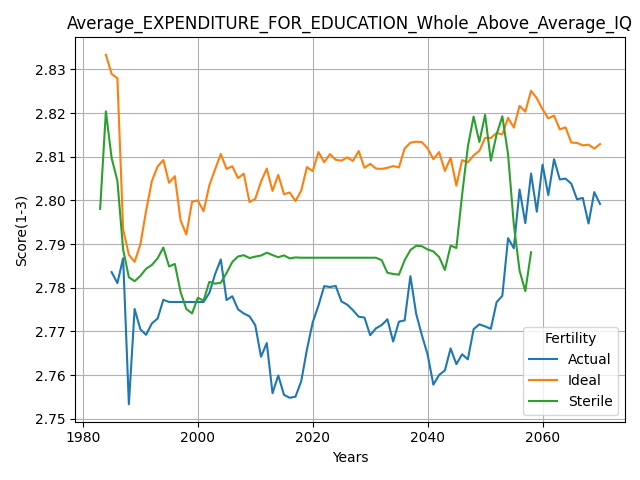 Average_EXPENDITURE_FOR_EDUCATION_Whole_Above_Average_IQ
2.83
2.82
2.81
2.80
2.79
2.78
2.77
2.76
2.75
Score(1-3)
1980
2000
2020
2040
2060
Years
Fertility
Actual
Ideal
Sterile